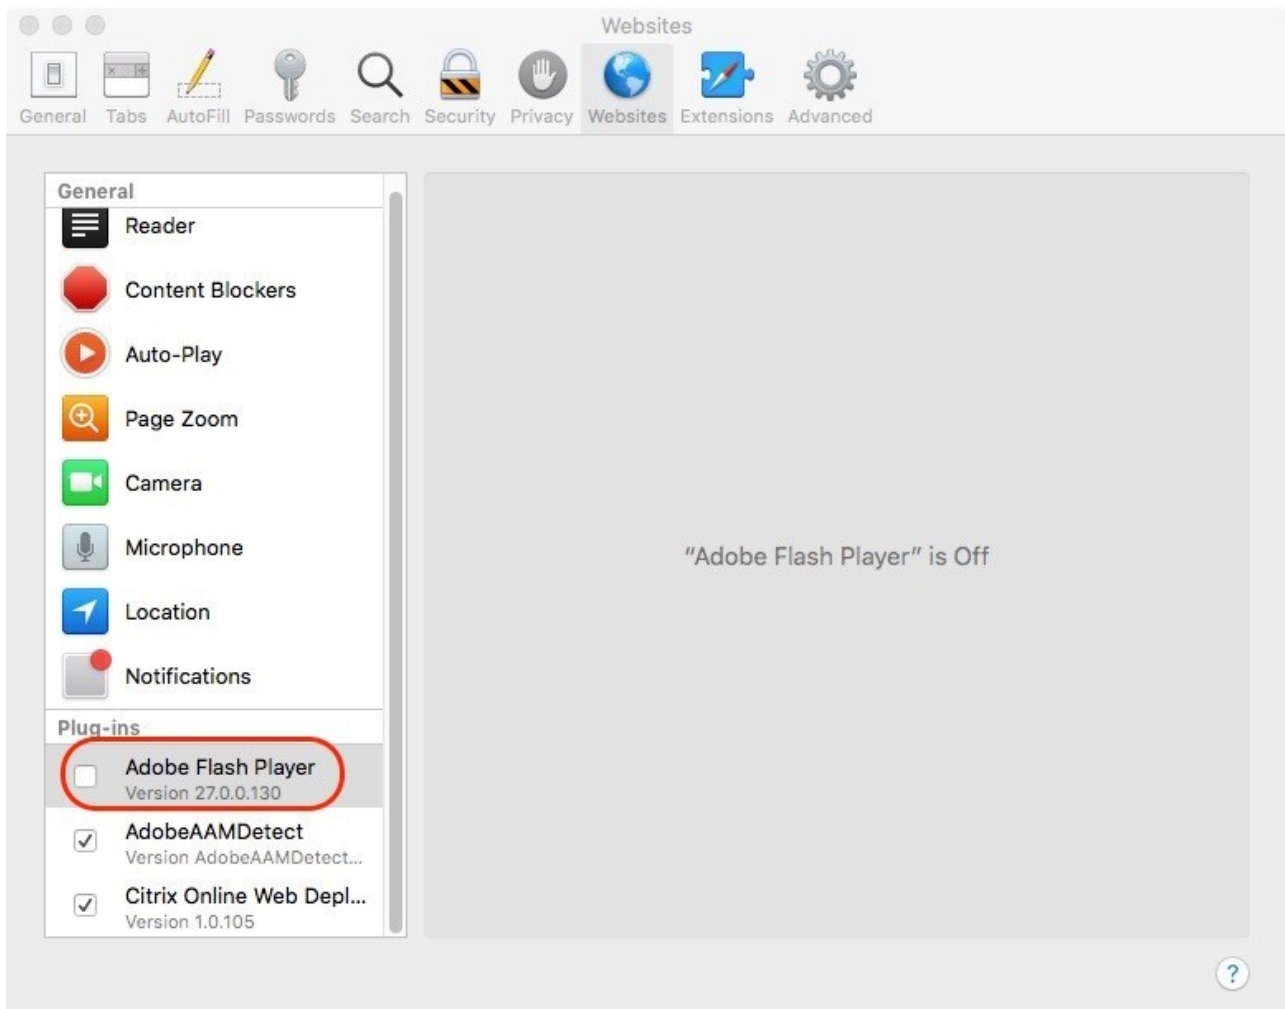 Websites
General Tabs AutoFill Passwords Search Security Privacy Websites Extensions Advanced
General
Reader
Content Blockers
Auto-Play
Page Zoom
Camera
Microphone
Location
Notifications
Plug-ins
Adobe Flash Player
Version 27.0.0.130
AdobeAAMDetect
Version AdobeAAMDetect...
Citrix Online Web Depl...
Version 1.0.105
“Adobe Flash Player” is Off
?